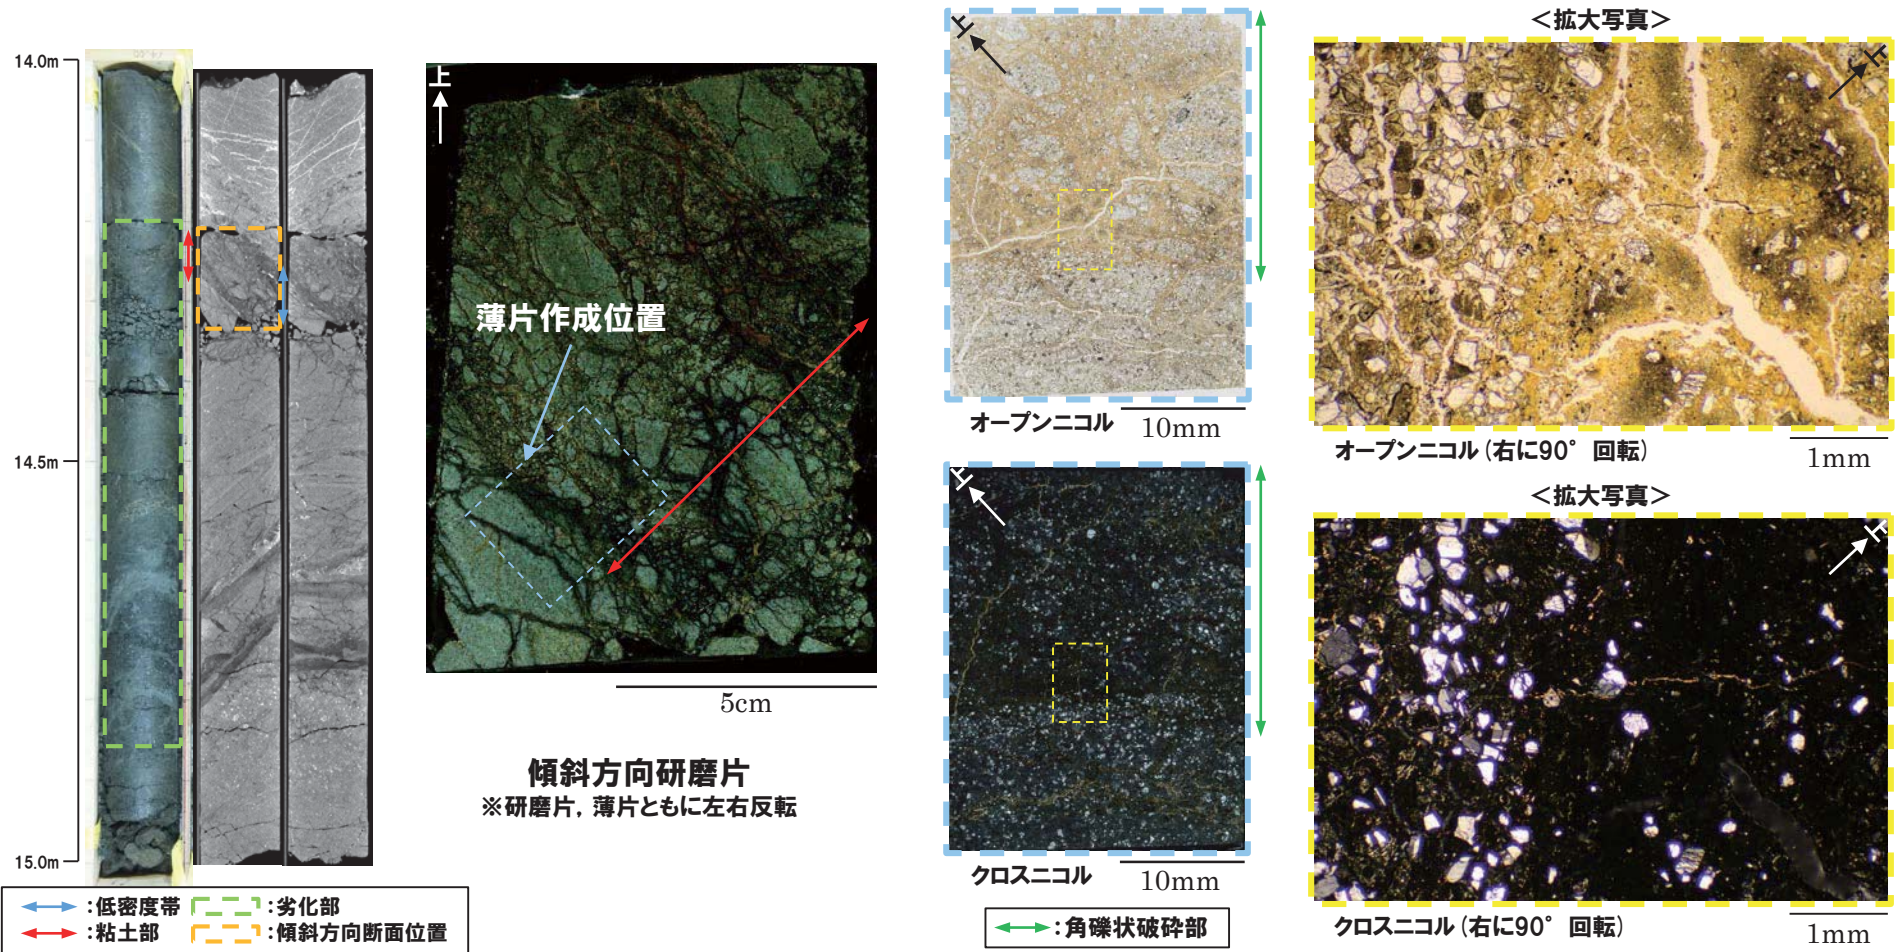 14.0m
14.5m
15.0m
:低密度帯
:劣化部
:粘土部
:傾斜方向断面位置
上
薄片作成位置
5cm
傾斜方向研磨片
※研磨片，薄片ともに左右反転
上
オープンニコル
10mm
上
クロスニコル
10mm
:角礫状破砕部
<拡大写真>
上
オープンニコル (右に90°回転)
1mm
<拡大写真>
上
クロスニコル (右に90°回転)
1mm